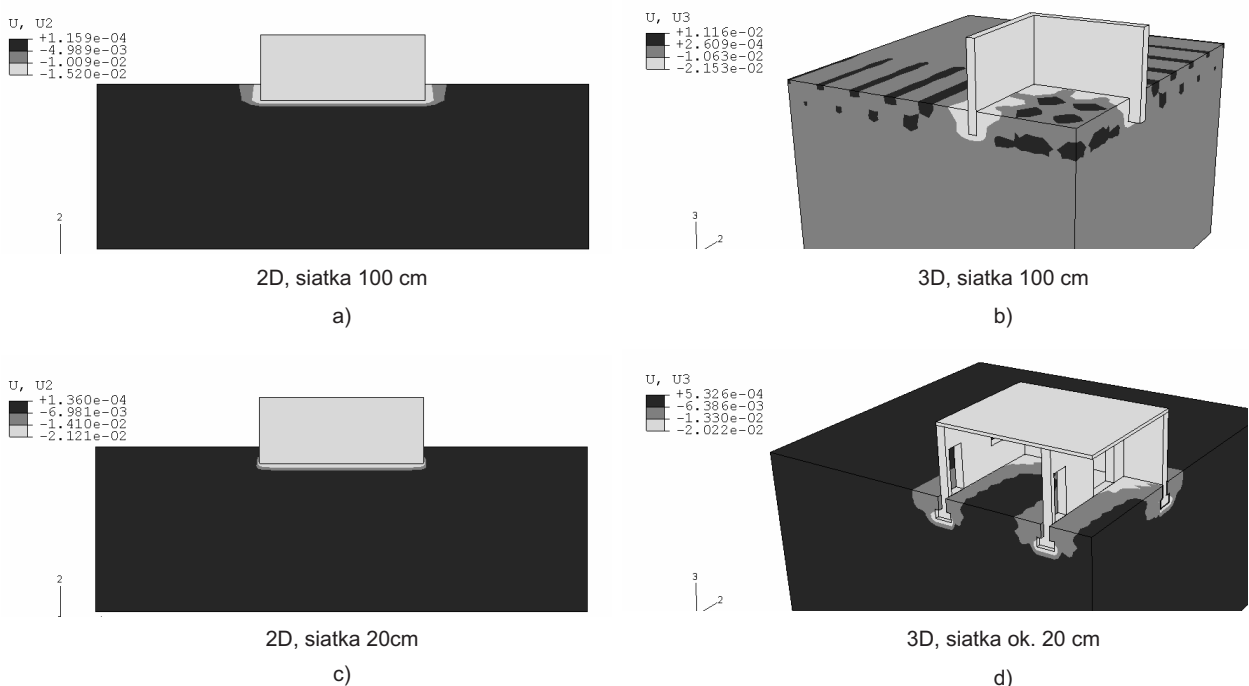 U, U2
+1.159e-04
-4.989e-03
-1.009e-02
-1.520e-02
2
2D, siatka 100 cm
a)
U, U3
+1.116e-02
+2.609e-04
-1.063e-02
-2.153e-02
3
2
3D, siatka 100 cm
b)
U, U2
+1.360e-04
-6.981e-03
-1.410e-02
-2.121e-02
2
2D, siatka 20cm
c)
U, U3
+5.326e-04
-6.386e-03
-1.330e-02
-2.022e-02
3
2
3D, siatka ok. 20 cm
d)